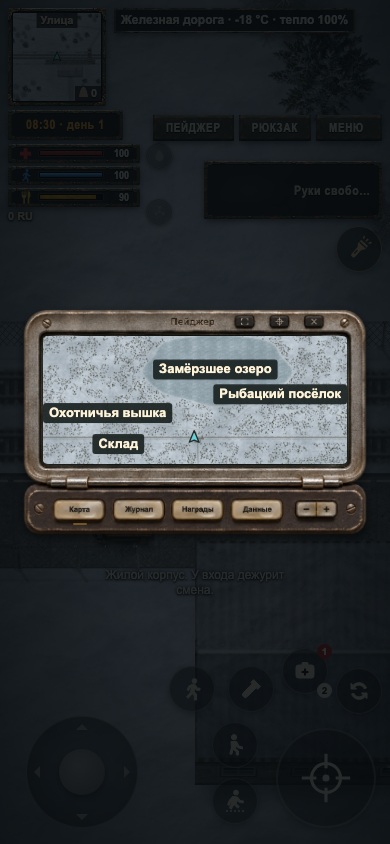 Улица
Железная дорога · -18 °C · тепло 100%
0
08:30 · день 1
ПЕЙДЖЕР
РЮКЗАК
МЕНЮ
100
100
90
0 RU
Руки свобо...
Пейджер
Замёрзшее озеро
Рыбацкий посёлок
Охотничья вышка
Склад
Карта
Журнал
Награды
Данные
− +
Жилой корпус. У входа дежурит
смена.
1
2